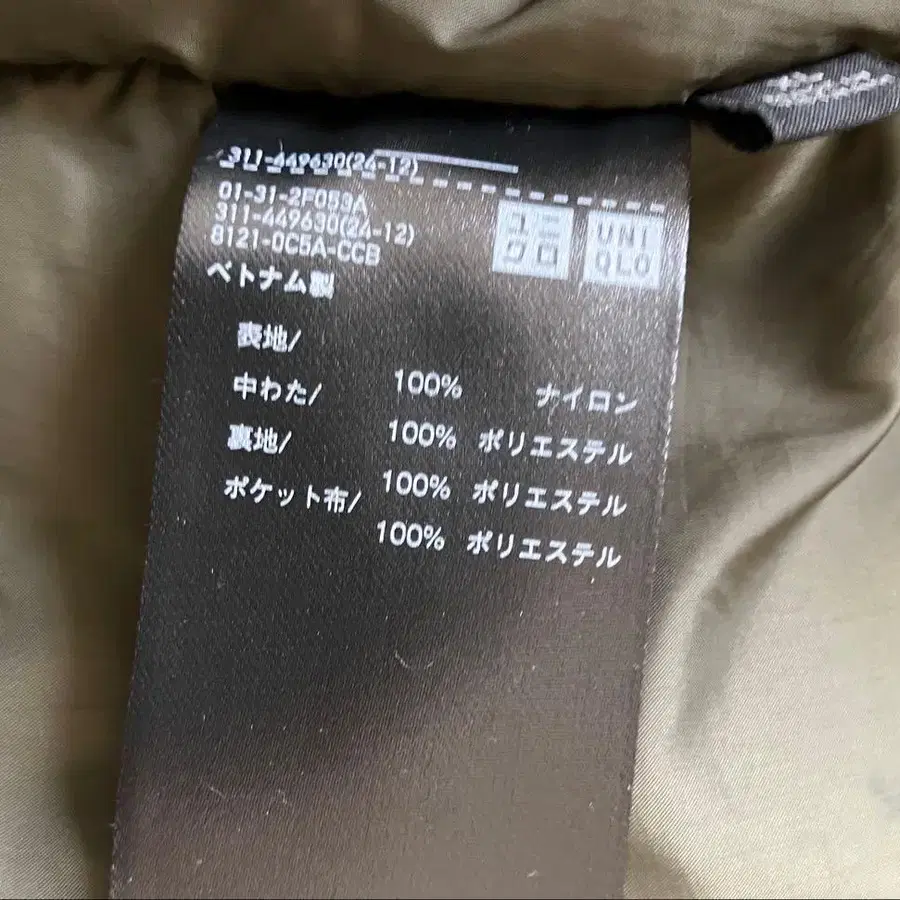 311-449630(24-12)
01-31-2F053A
311-449630(24-12)
8121-0C5A-CCB
ユニ
クロ
UNI
QLO
ベトナム製
表地/
100% ナイロン
中わた/
100% ポリエステル
裏地/
100% ポリエステル
ポケット布/
100% ポリエステル